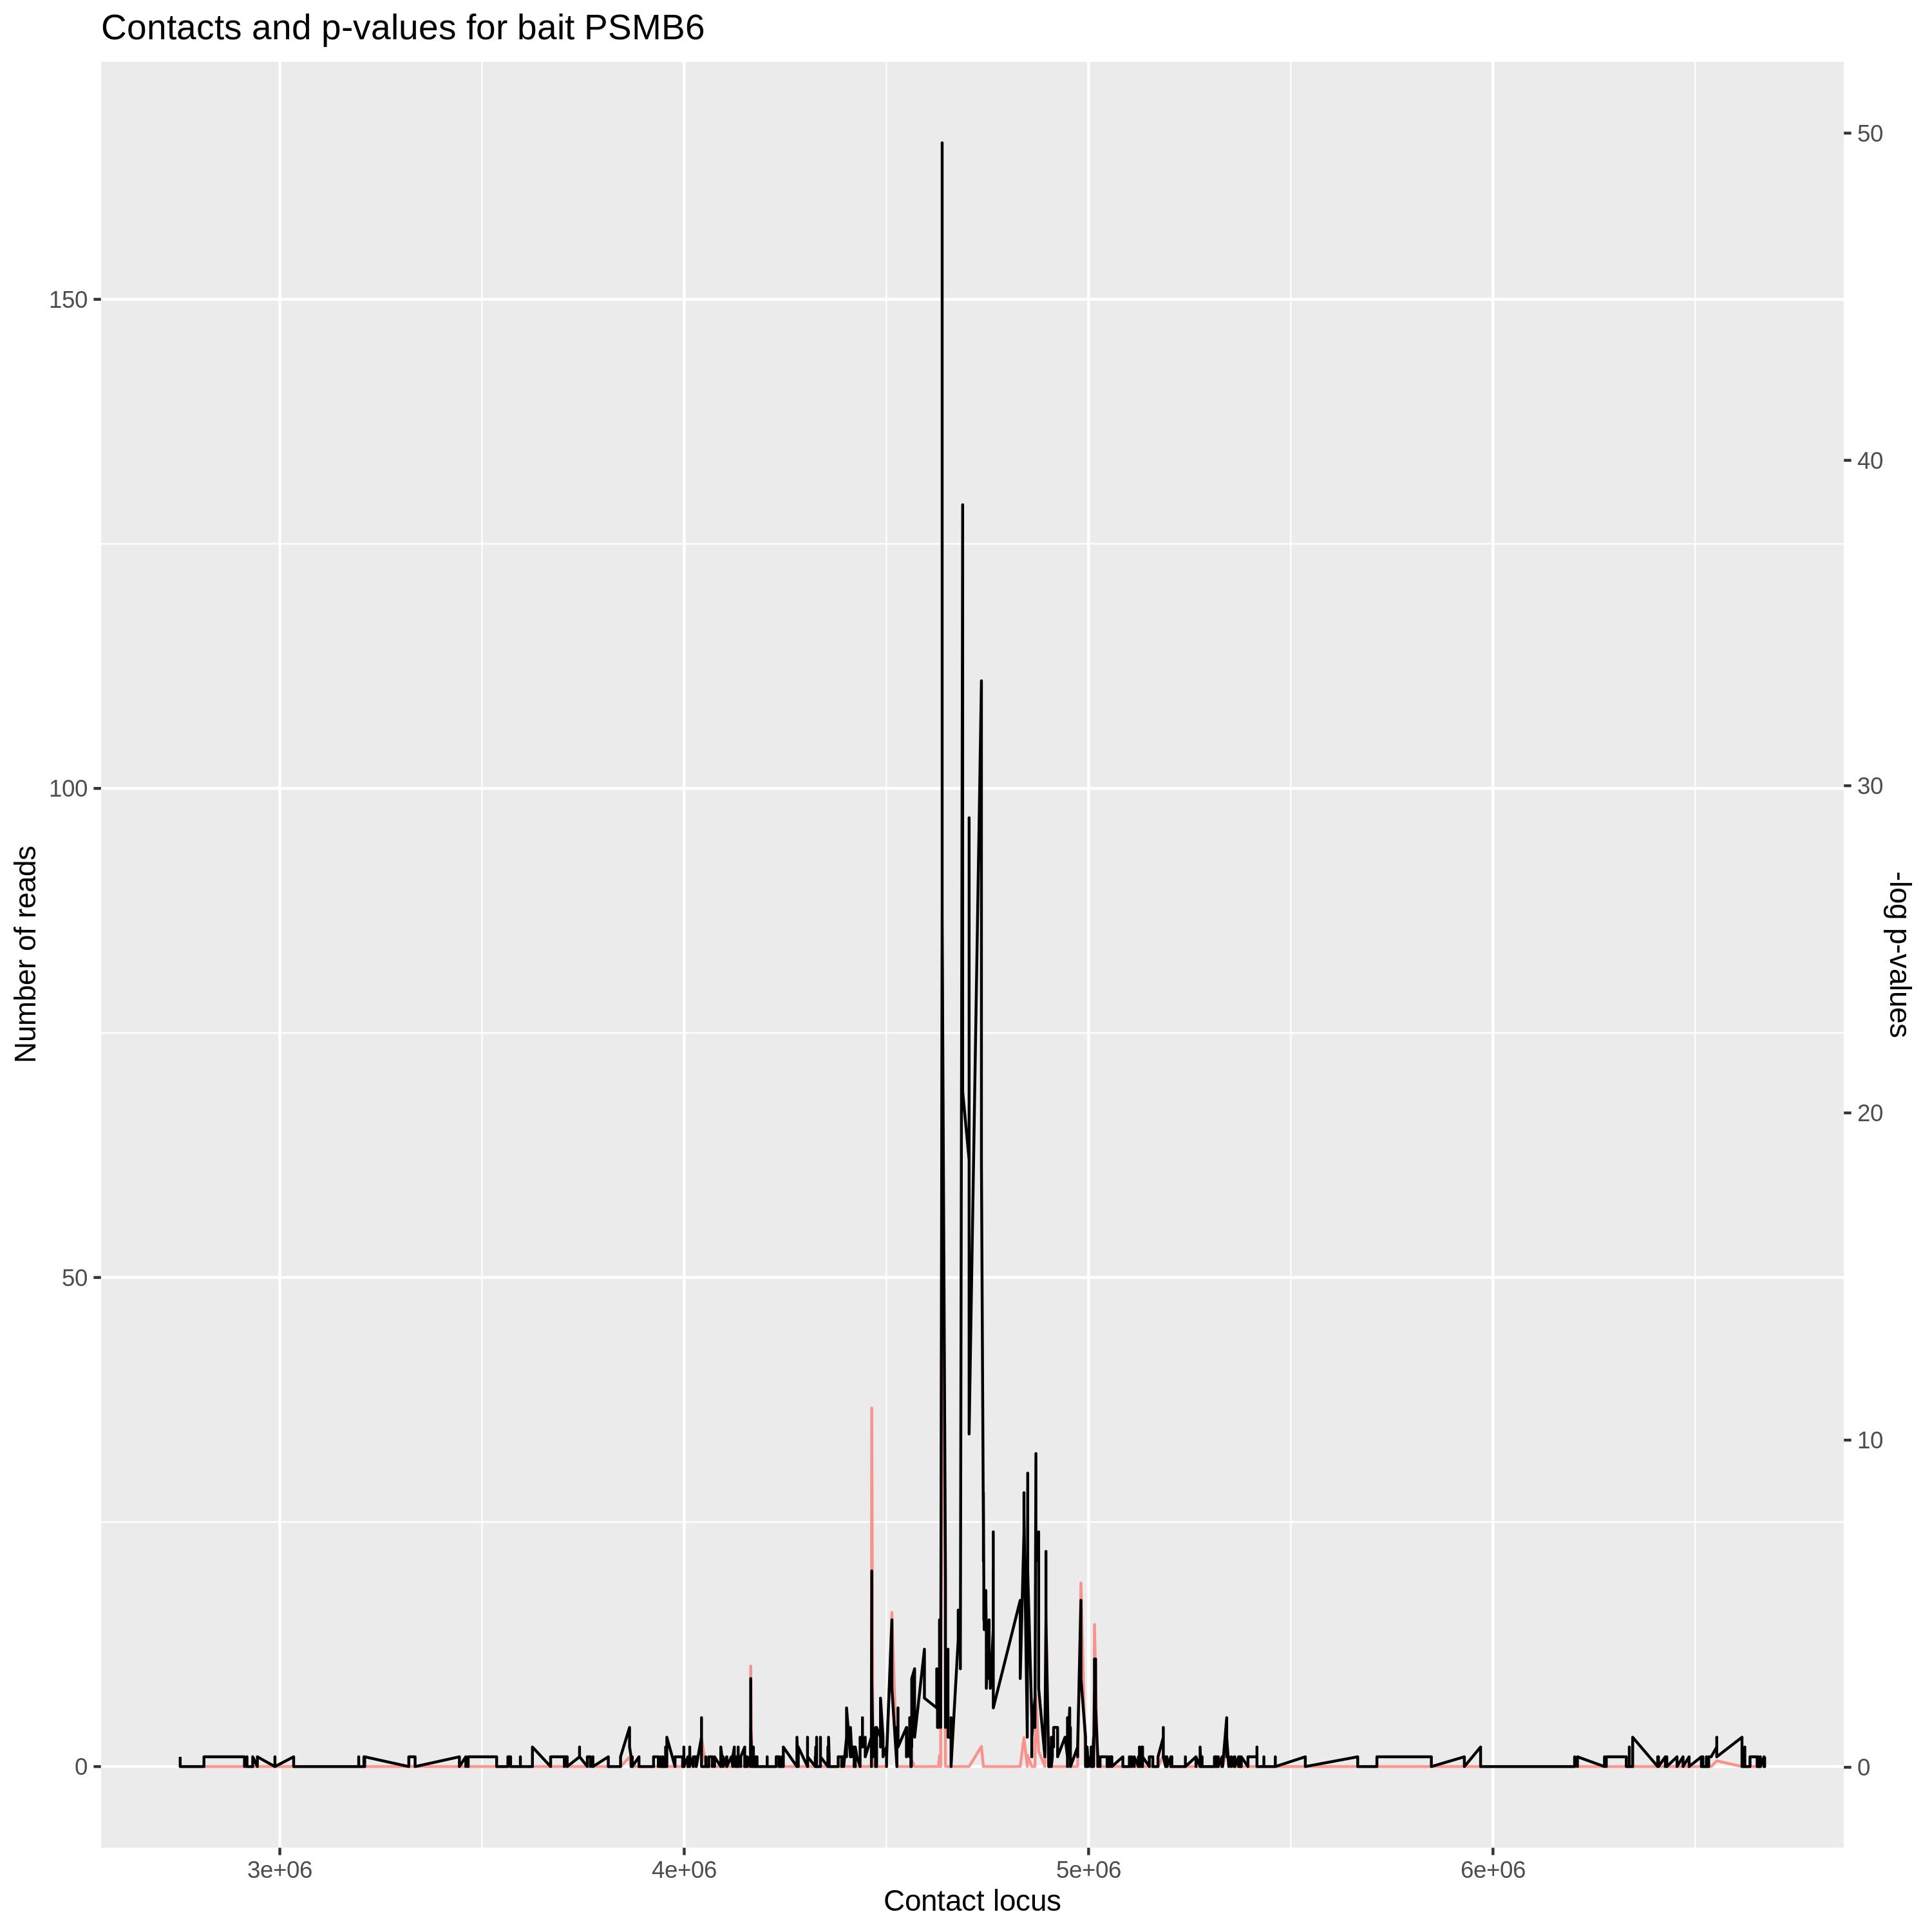 Contacts and p-values for bait PSMB6
150
100
50
0
Number of reads
50
40
30
20
10
0
-log p-values
3e+06
4e+06
5e+06
6e+06
Contact locus